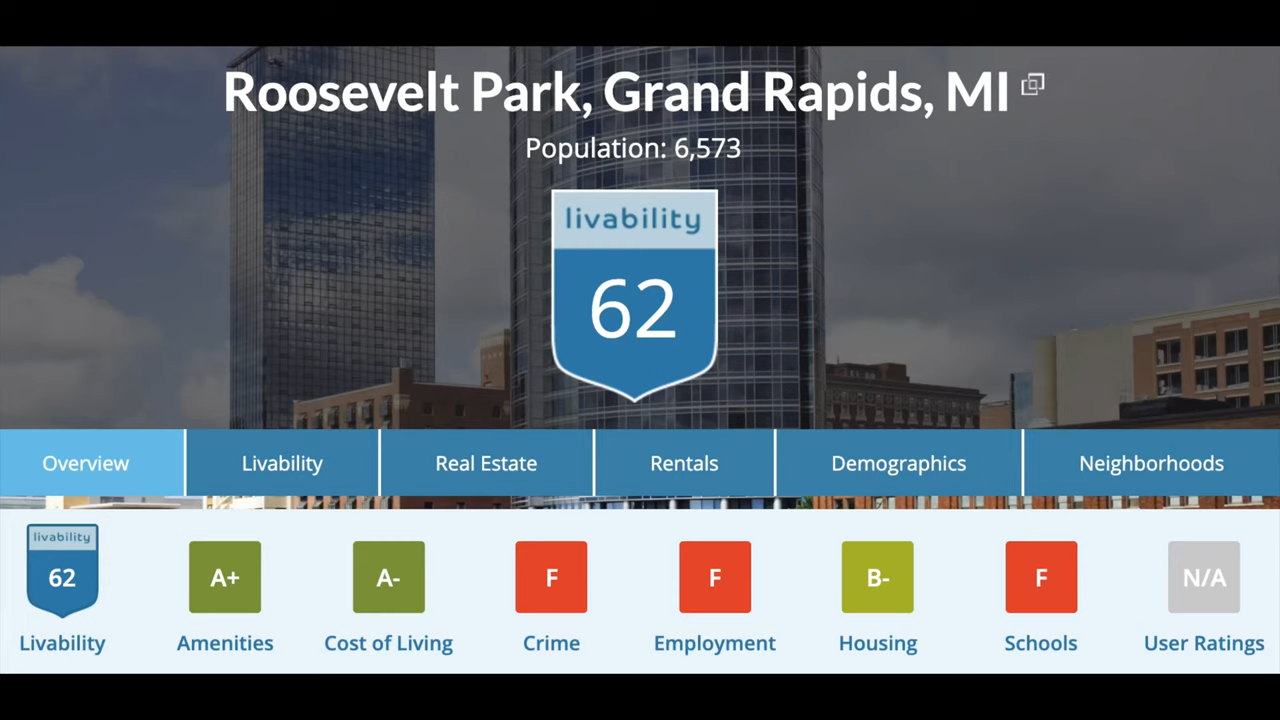 Roosevelt Park, Grand Rapids, MI
Population: 6,573
livability
62
Overview Livability Real Estate Rentals Demographics Neighborhoods
livability
62 A+ A- F F B- F N/A
Livability Amenities Cost of Living Crime Employment Housing Schools User Ratings